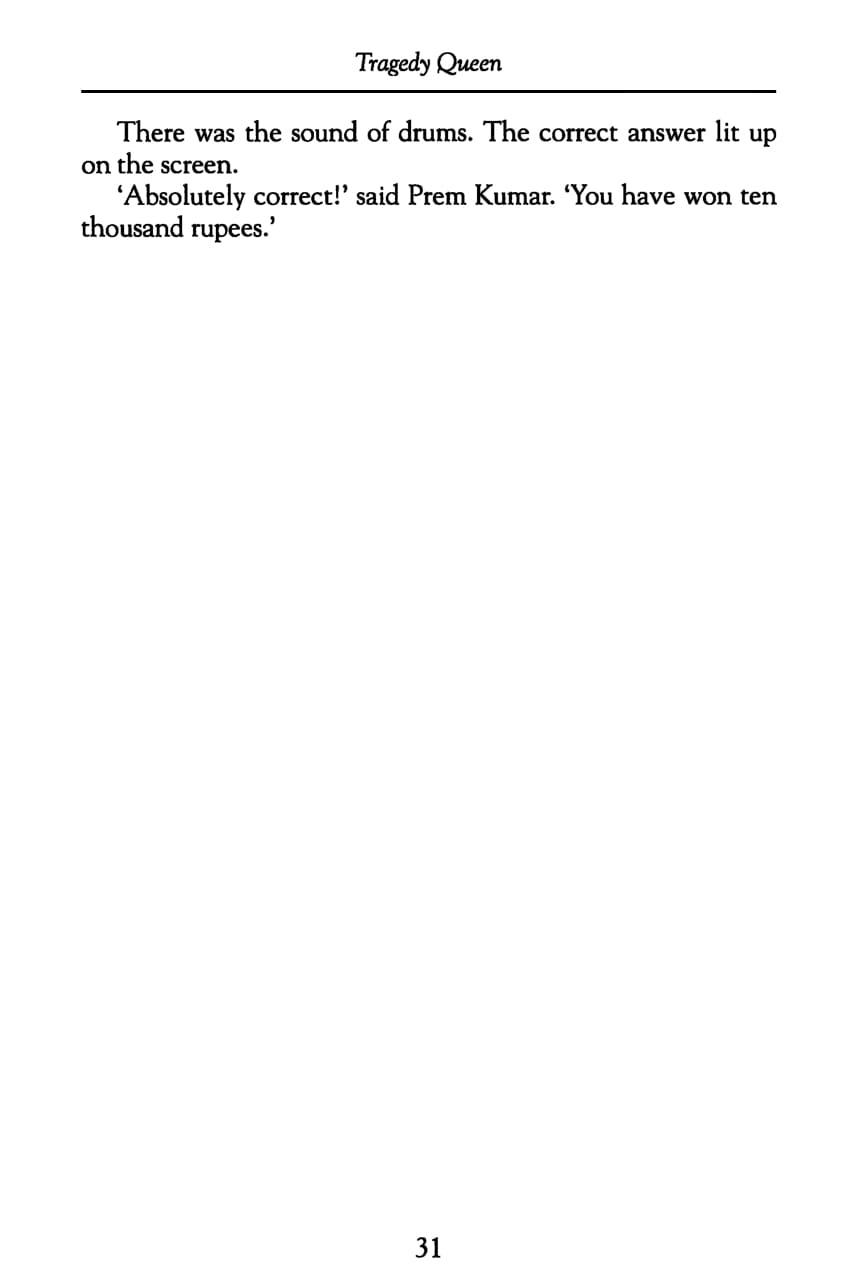 Tragedy Queen
There was the sound of drums. The correct answer lit up
on the screen.
‘Absolutely correct!’ said Prem Kumar. ‘You have won ten
thousand rupees.’
31